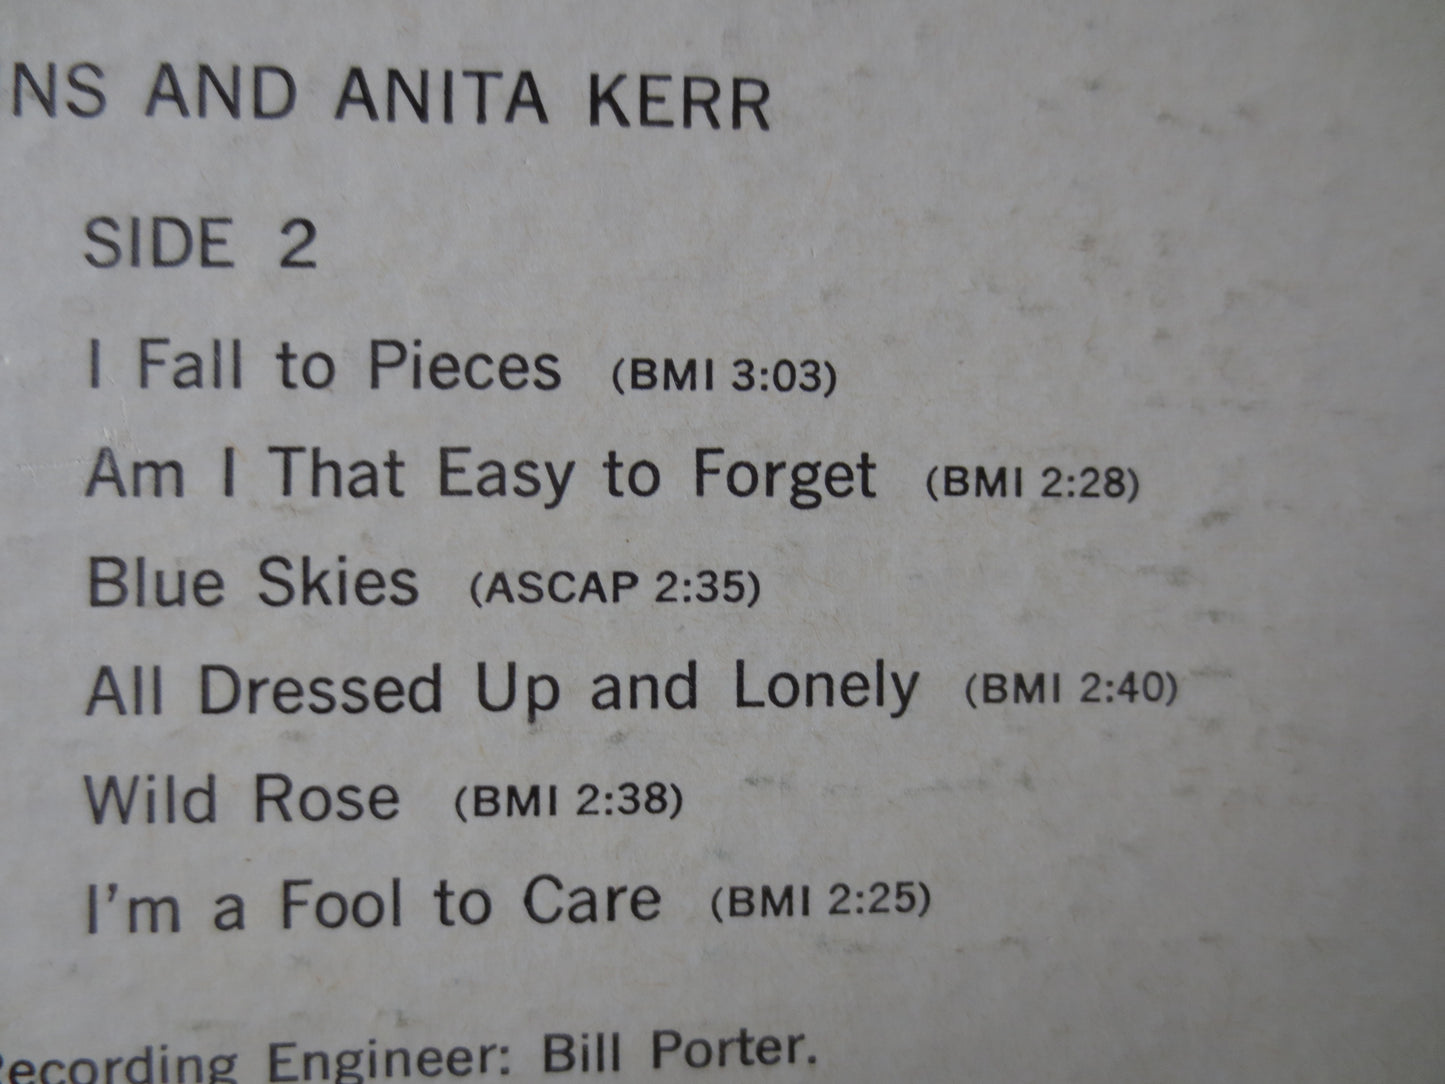 NS AND ANITA KERR
SIDE 2
I Fall to Pieces (BMI 3:03)
Am I That Easy to Forget (BMI 2:28)
Blue Skies (ASCAP 2:35)
All Dressed Up and Lonely (BMI 2:40)
Wild Rose (BMI 2:38)
I'm a Fool to Care (BMI 2:25)
Recording Engineer: Bill Porter.